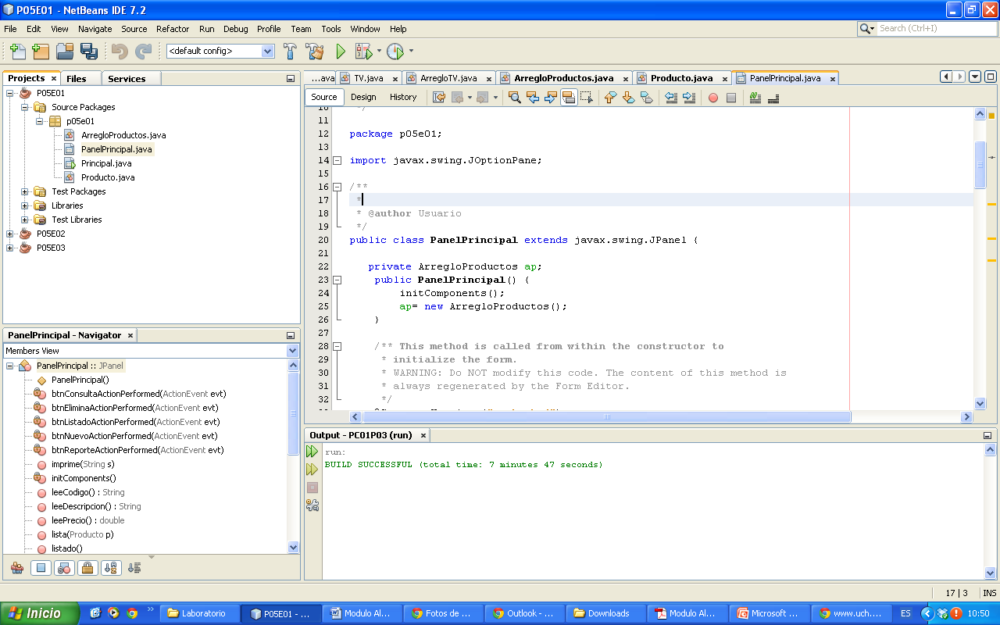 P05E01 - NetBeans IDE 7.2
File Edit View Navigate Source Refactor Run Debug Profile Team Tools Window Help
Search (Ctrl+I)
<default config>
Projects Files Services
P05E01
Source Packages
p05e01
ArregloProductos.java
PanelPrincipal.java
Principal.java
Producto.java
Test Packages
Libraries
Test Libraries
P05E02
P05E03
PanelPrincipal - Navigator
Members View
PanelPrincipal :: JPanel
PanelPrincipal()
btnConsultaActionPerformed(ActionEvent evt)
btnEliminaActionPerformed(ActionEvent evt)
btnListadoActionPerformed(ActionEvent evt)
btnNuevoActionPerformed(ActionEvent evt)
btnReporteActionPerformed(ActionEvent evt)
imprime(String s)
initComponents()
leeCodigo() : String
leeDescripcion() : String
leePrecio() : double
lista(Producto p)
listado()
...ava TV.java ArregloTV.java ArregloProductos.java Producto.java PanelPrincipal.java
Source Design History
10 */
11
12 package p05e01;
13
14 import javax.swing.JOptionPane;
15
16 /**
17 *
18 * @author Usuario
19 */
20 public class PanelPrincipal extends javax.swing.JPanel {
21
22 private ArregloProductos ap;
23 public PanelPrincipal() {
24 initComponents();
25 ap= new ArregloProductos();
26 }
27
28 /** This method is called from within the constructor to
29 * initialize the form.
30 * WARNING: Do NOT modify this code. The content of this method is
31 * always regenerated by the Form Editor.
32 */
Output - PC01P03 (run)
run:
BUILD SUCCESSFUL (total time: 7 minutes 47 seconds)
17 | 3 INS
Inicio
Laboratorio
P05E01 - ...
Modulo Al...
Fotos de ...
Outlook - ...
Downloads
Modulo Al...
Microsoft ...
www.uch....
ES
10:50